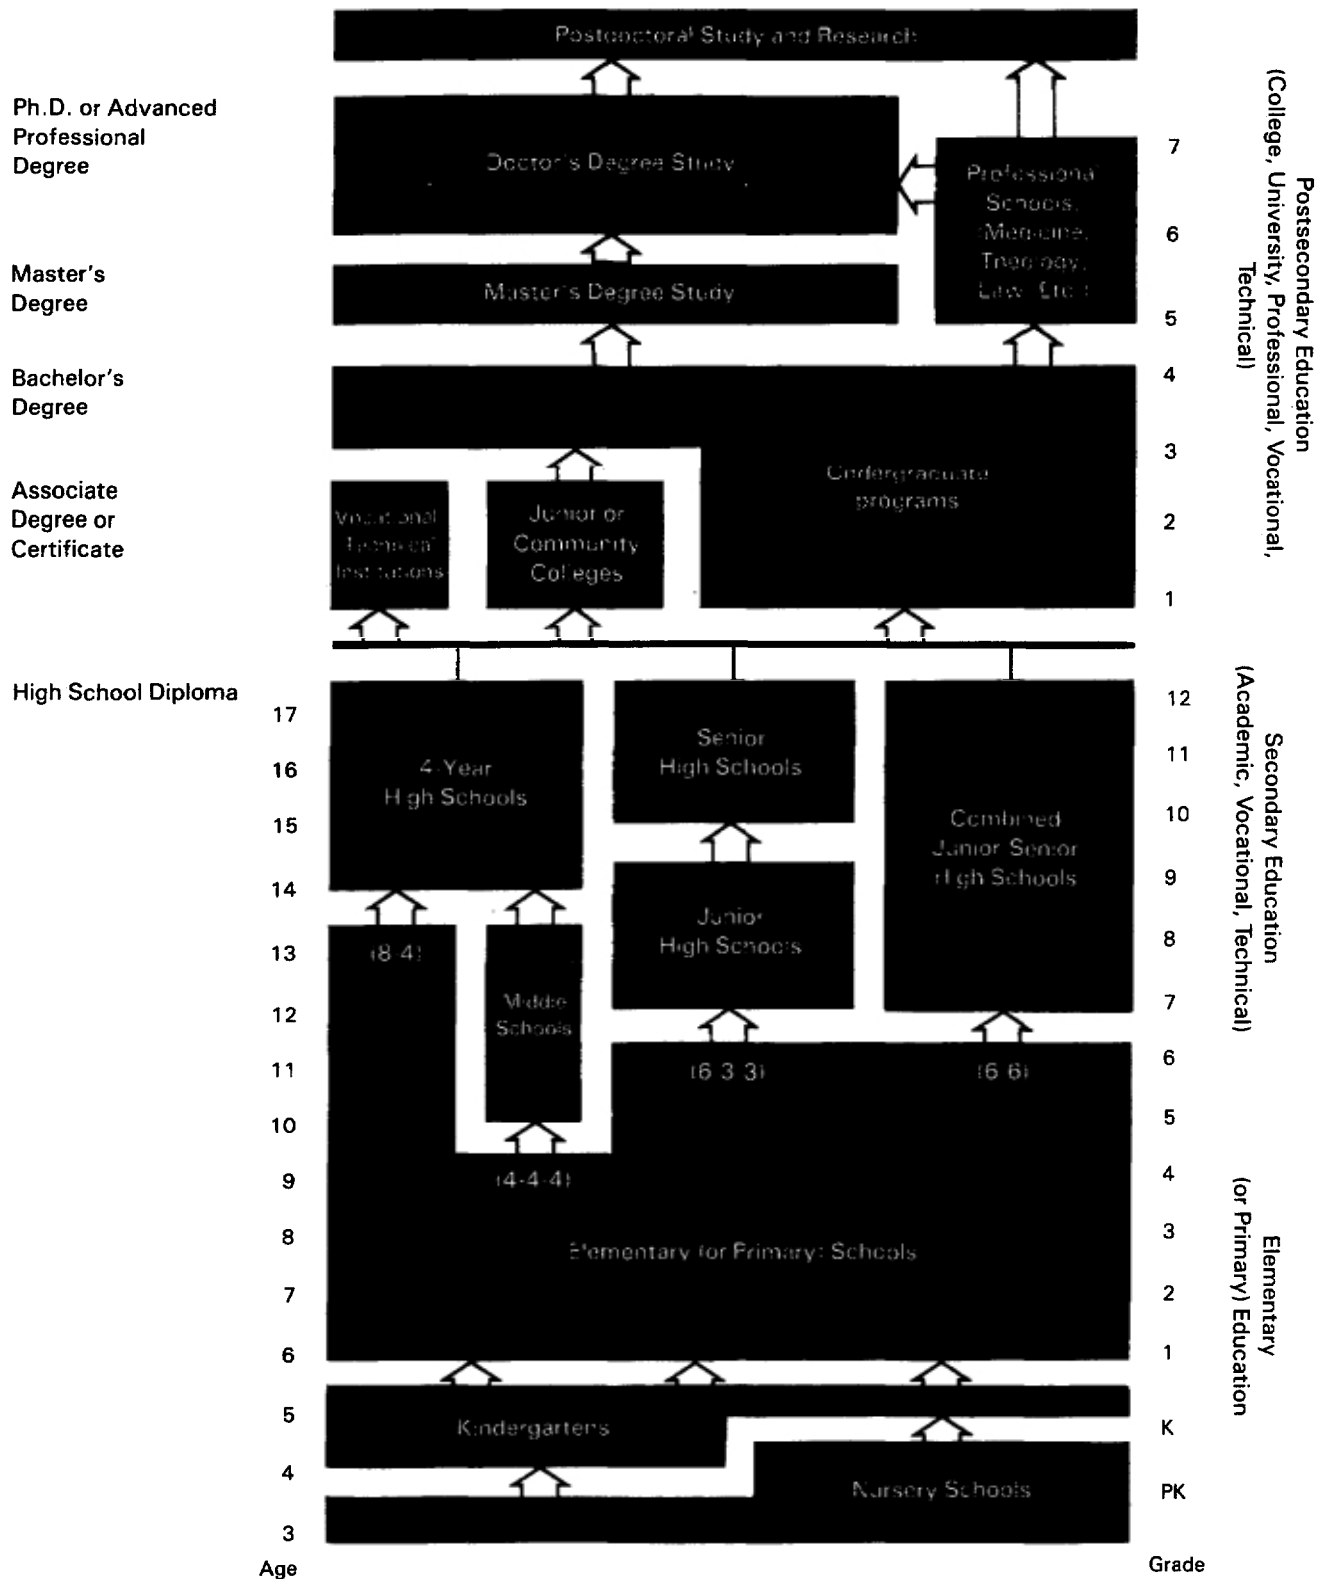 Postdoctoral Study and Research
Ph.D. or Advanced
Professional
Degree
Doctor's Degree Study
Professional
Schools,
(Medicine,
Theology,
Law, Etc.)
7
6
Master's
Degree
Master's Degree Study
5
Bachelor's
Degree
4
3
Undergraduate
programs
Associate
Degree or
Certificate
Vocational
Technical
Institutions
Junior or
Community
Colleges
2
1
Postsecondary Education
(College, University, Professional, Vocational,
Technical)
High School Diploma
17
16
15
14
13
12
11
10
9
8
7
6
5
4
3
Age
4-Year
High Schools
Senior
High Schools
Combined
Junior-Senior
High Schools
Junior
High Schools
(8-4)
Middle
Schools
(6-3-3)
(6-6)
(4-4-4)
Elementary (or Primary) Schools
Kindergartens
Nursery Schools
12
11
10
9
8
7
6
5
4
3
2
1
K
PK
Grade
Secondary Education
(Academic, Vocational, Technical)
Elementary
(or Primary) Education